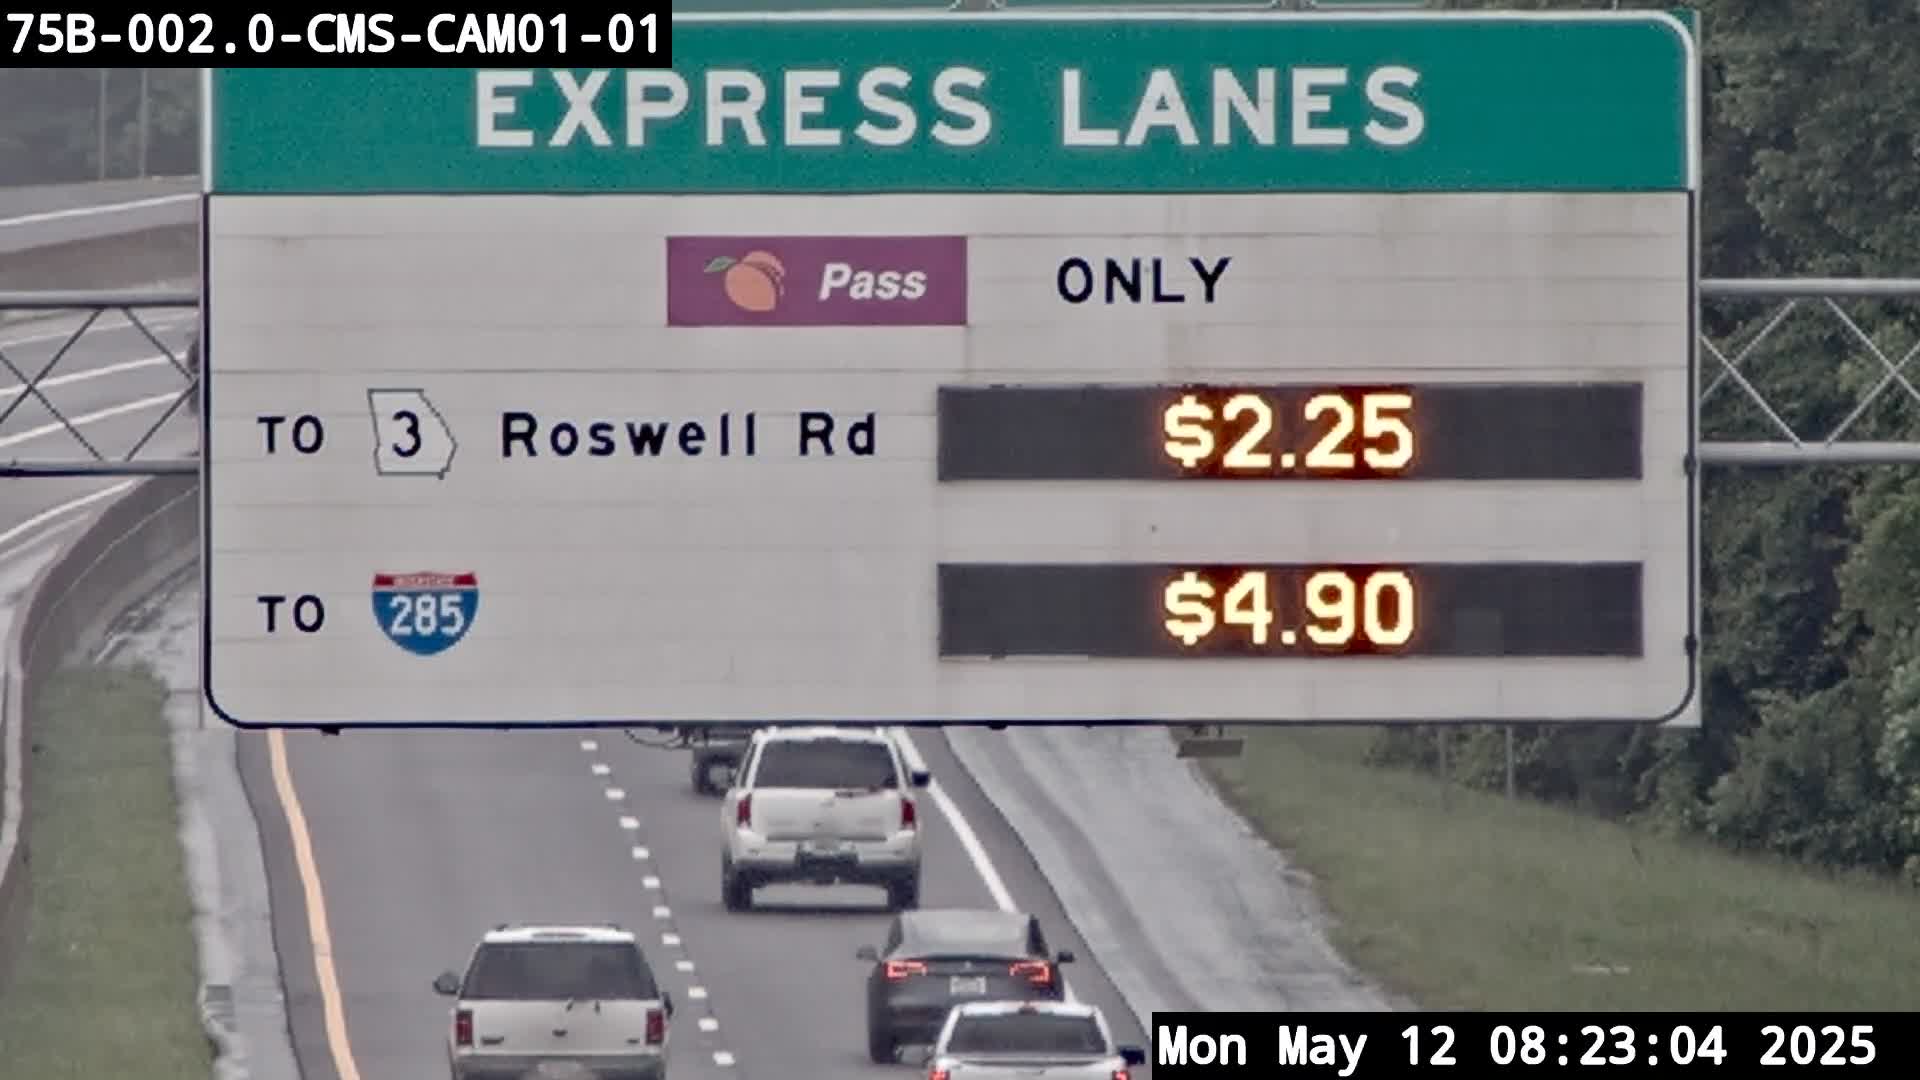 75B-002.0-CMS-CAM01-01
EXPRESS LANES
Pass ONLY
TO 3 Roswell Rd $2.25
TO 285 $4.90
Mon May 12 08:23:04 2025